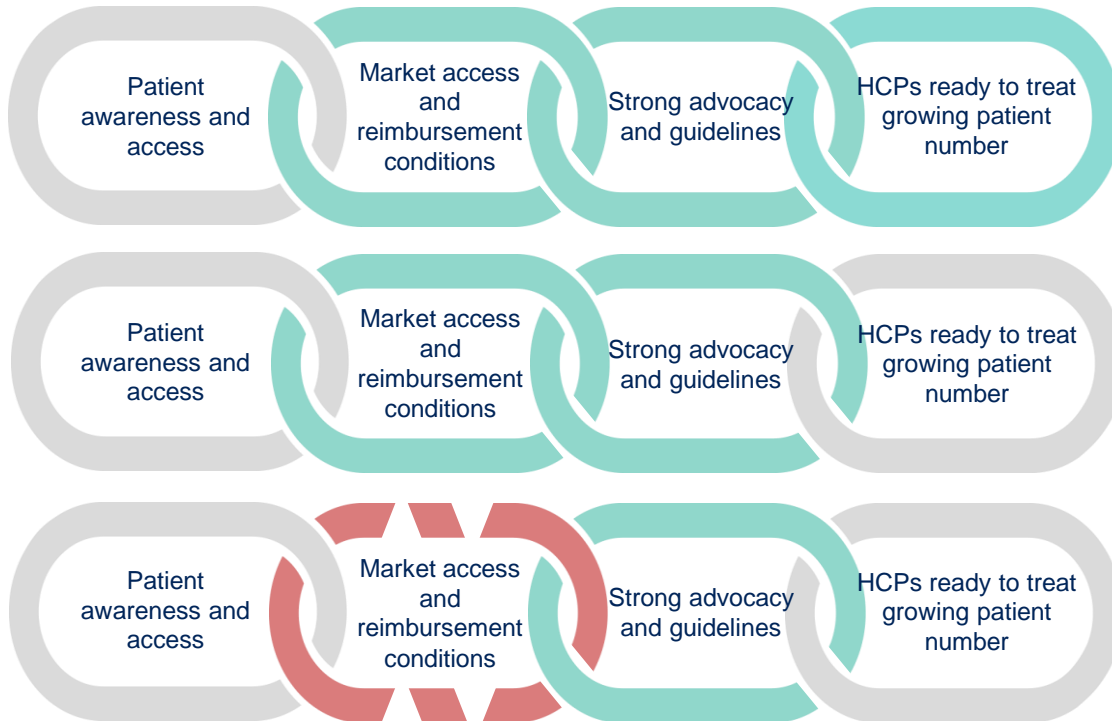 Patient
awareness and
access
Market access
and
reimbursement
conditions
Strong advocacy
and guidelines
HCPs ready to treat
growing patient
number
Patient
awareness and
access
Market access
and
reimbursement
conditions
Strong advocacy
and guidelines
HCPs ready to treat
growing patient
number
Patient
awareness and
access
Market access
and
reimbursement
conditions
Strong advocacy
and guidelines
HCPs ready to treat
growing patient
number